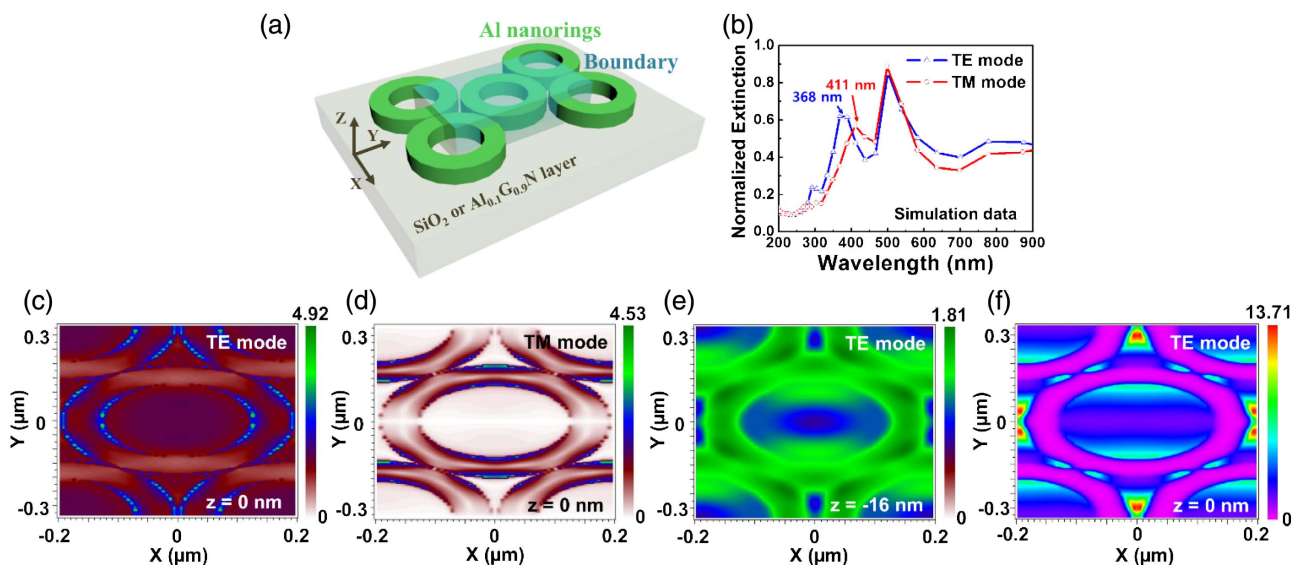 (a)
Al nanorings
Boundary
Z
Y
X
SiO2 or Al0.1G0.9N layer
(b)
Normalized Extinction
1.0
0.8
0.6
0.4
0.2
0.0
TE mode
TM mode
411 nm
368 nm
Simulation data
200 300 400 500 600 700 800 900
Wavelength (nm)
(c)
4.92
TE mode
0.3
0
-0.3
Y (µm)
z = 0 nm
0
-0.2 0 0.2
X (µm)
(d)
4.53
TM mode
0.3
0
-0.3
Y (µm)
z = 0 nm
0
-0.2 0 0.2
X (µm)
(e)
1.81
TE mode
0.3
0
-0.3
Y (µm)
z = -16 nm
0
-0.2 0 0.2
X (µm)
(f)
13.71
TE mode
0.3
0
-0.3
Y (µm)
z = 0 nm
0
-0.2 0 0.2
X (µm)